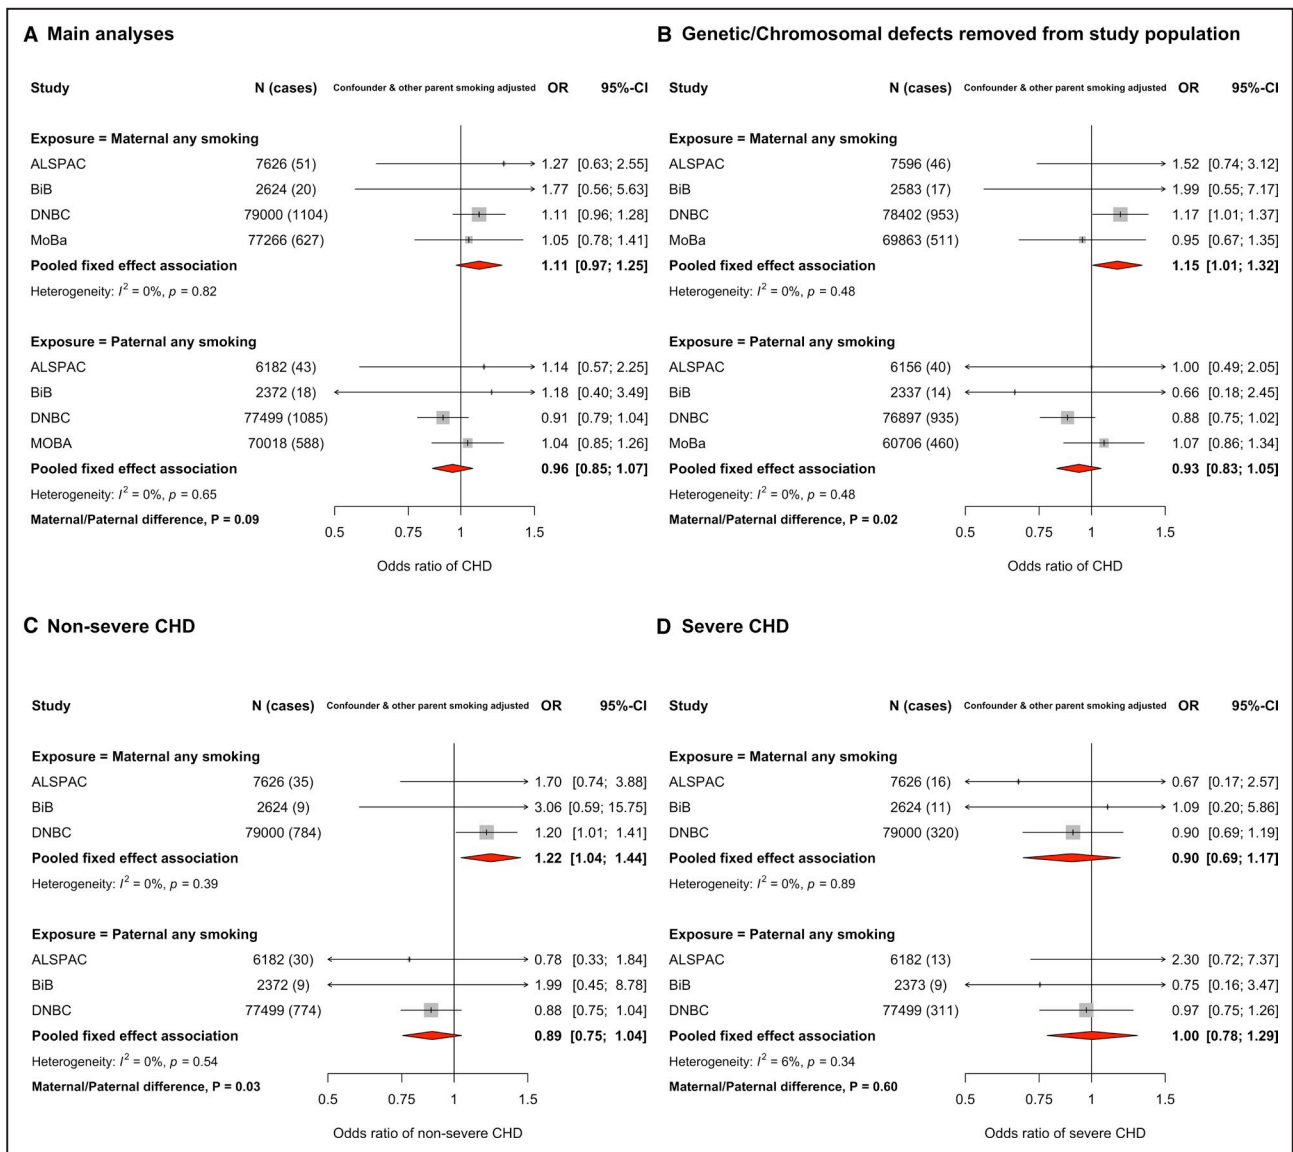 A Main analyses
Study N (cases) Confounder & other parent smoking adjusted OR 95%-CI
Exposure = Maternal any smoking
ALSPAC 7626 (51) 1.27 [0.63; 2.55]
BiB 2624 (20) 1.77 [0.56; 5.63]
DNBC 79000 (1104) 1.11 [0.96; 1.28]
MoBa 77266 (627) 1.05 [0.78; 1.41]
Pooled fixed effect association 1.11 [0.97; 1.25]
Heterogeneity: I² = 0%, p = 0.82
Exposure = Paternal any smoking
ALSPAC 6182 (43) 1.14 [0.57; 2.25]
BiB 2372 (18) 1.18 [0.40; 3.49]
DNBC 77499 (1085) 0.91 [0.79; 1.04]
MOBA 70018 (588) 1.04 [0.85; 1.26]
Pooled fixed effect association 0.96 [0.85; 1.07]
Heterogeneity: I² = 0%, p = 0.65
Maternal/Paternal difference, P = 0.09
0.5 0.75 1 1.5
Odds ratio of CHD
B Genetic/Chromosomal defects removed from study population
Study N (cases) Confounder & other parent smoking adjusted OR 95%-CI
Exposure = Maternal any smoking
ALSPAC 7596 (46) 1.52 [0.74; 3.12]
BiB 2583 (17) 1.99 [0.55; 7.17]
DNBC 78402 (953) 1.17 [1.01; 1.37]
MoBa 69863 (511) 0.95 [0.67; 1.35]
Pooled fixed effect association 1.15 [1.01; 1.32]
Heterogeneity: I² = 0%, p = 0.48
Exposure = Paternal any smoking
ALSPAC 6156 (40) 1.00 [0.49; 2.05]
BiB 2337 (14) 0.66 [0.18; 2.45]
DNBC 76897 (935) 0.88 [0.75; 1.02]
MoBa 60706 (460) 1.07 [0.86; 1.34]
Pooled fixed effect association 0.93 [0.83; 1.05]
Heterogeneity: I² = 0%, p = 0.48
Maternal/Paternal difference, P = 0.02
0.5 0.75 1 1.5
Odds ratio of CHD
C Non-severe CHD
Study N (cases) Confounder & other parent smoking adjusted OR 95%-CI
Exposure = Maternal any smoking
ALSPAC 7626 (35) 1.70 [0.74; 3.88]
BiB 2624 (9) 3.06 [0.59; 15.75]
DNBC 79000 (784) 1.20 [1.01; 1.41]
Pooled fixed effect association 1.22 [1.04; 1.44]
Heterogeneity: I² = 0%, p = 0.39
Exposure = Paternal any smoking
ALSPAC 6182 (30) 0.78 [0.33; 1.84]
BiB 2372 (9) 1.99 [0.45; 8.78]
DNBC 77499 (774) 0.88 [0.75; 1.04]
Pooled fixed effect association 0.89 [0.75; 1.04]
Heterogeneity: I² = 0%, p = 0.54
Maternal/Paternal difference, P = 0.03
0.5 0.75 1 1.5
Odds ratio of non-severe CHD
D Severe CHD
Study N (cases) Confounder & other parent smoking adjusted OR 95%-CI
Exposure = Maternal any smoking
ALSPAC 7626 (16) 0.67 [0.17; 2.57]
BiB 2624 (11) 1.09 [0.20; 5.86]
DNBC 79000 (320) 0.90 [0.69; 1.19]
Pooled fixed effect association 0.90 [0.69; 1.17]
Heterogeneity: I² = 0%, p = 0.89
Exposure = Paternal any smoking
ALSPAC 6182 (13) 2.30 [0.72; 7.37]
BiB 2373 (9) 0.75 [0.16; 3.47]
DNBC 77499 (311) 0.97 [0.75; 1.26]
Pooled fixed effect association 1.00 [0.78; 1.29]
Heterogeneity: I² = 6%, p = 0.34
Maternal/Paternal difference, P = 0.60
0.5 0.75 1 1.5
Odds ratio of severe CHD